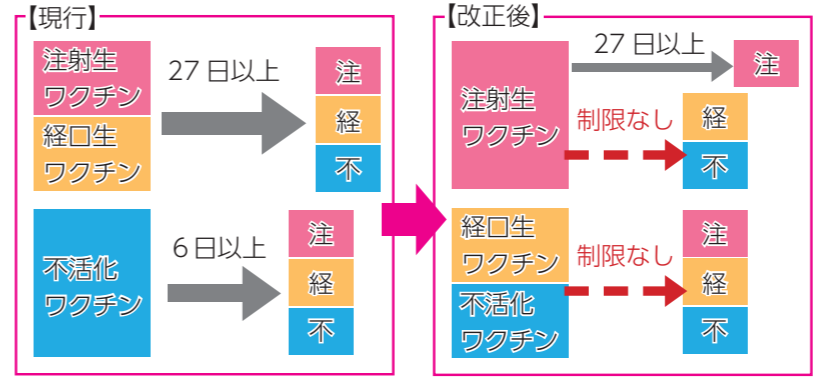 【現行】
注射生
ワクチン
経口生
ワクチン
27日以上
注
経
不
不活化
ワクチン
6日以上
注
経
不
【改正後】
注射生
ワクチン
27日以上
注
制限なし
経
不
経口生
ワクチン
不活化
ワクチン
制限なし
注
経
不